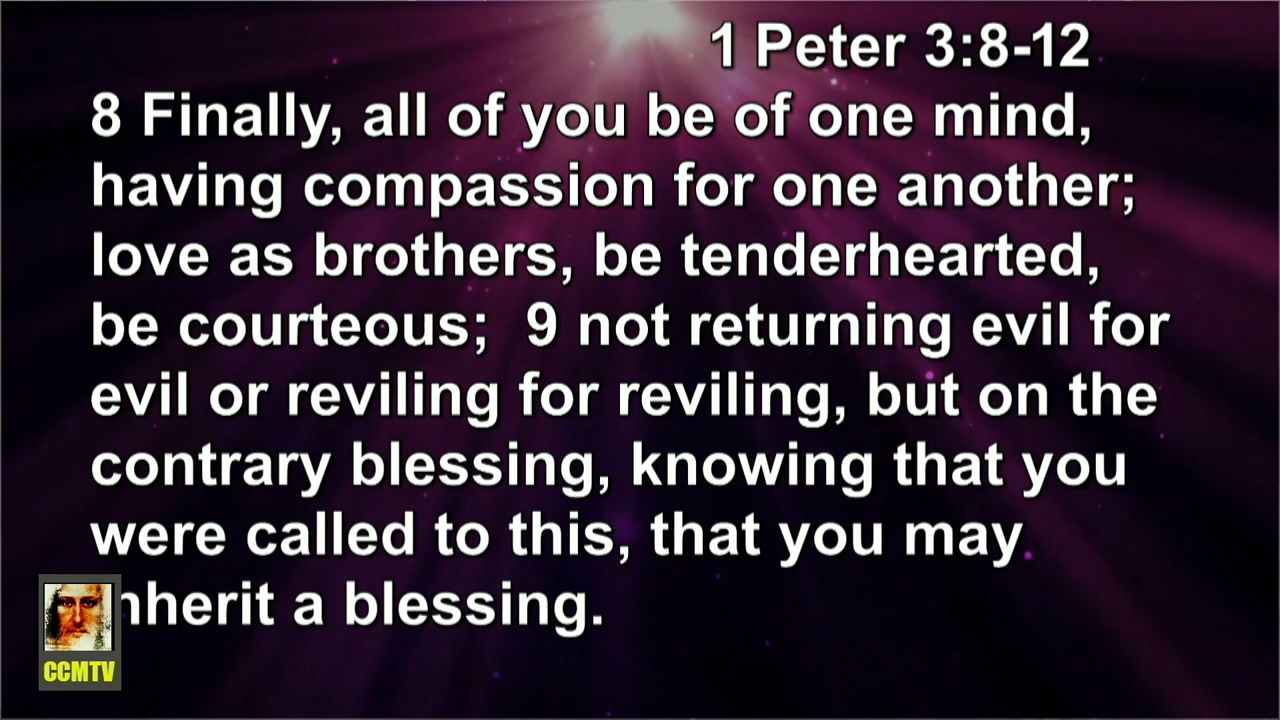 1 Peter 3:8-12
8 Finally, all of you be of one mind,
having compassion for one another;
love as brothers, be tenderhearted,
be courteous;  9 not returning evil for
evil or reviling for reviling, but on the
contrary blessing, knowing that you
were called to this, that you may
nherit a blessing.
CCMTV